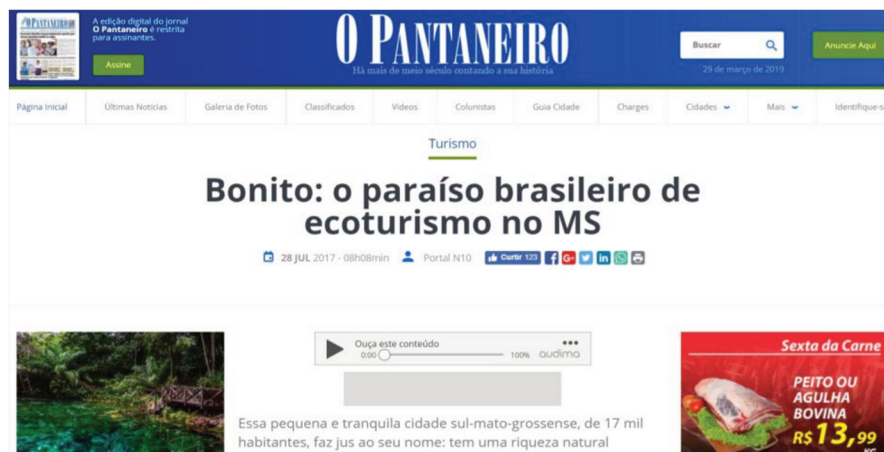 A edição digital do jornal
O Pantaneiro é restrita
para assinantes.
Assine
O PANTANEIRO
Há mais de meio século contando a sua história
Buscar
29 de março de 2019
Anuncie Aqui
Página Inicial
Últimas Notícias
Galeria de Fotos
Classificados
Vídeos
Colunistas
Guia Cidade
Charges
Cidades
Mais
Identifique-s
Turismo
Bonito: o paraíso brasileiro de
ecoturismo no MS
28 JUL 2017 - 08h08min
Portal N10
Curtir 123
Ouça este conteúdo
0:00
100%
audima
Essa pequena e tranquila cidade sul-mato-grossense, de 17 mil
habitantes, faz jus ao seu nome: tem uma riqueza natural
Sexta da Carne
PEITO OU
AGULHA
BOVINA
R$13,99
KG